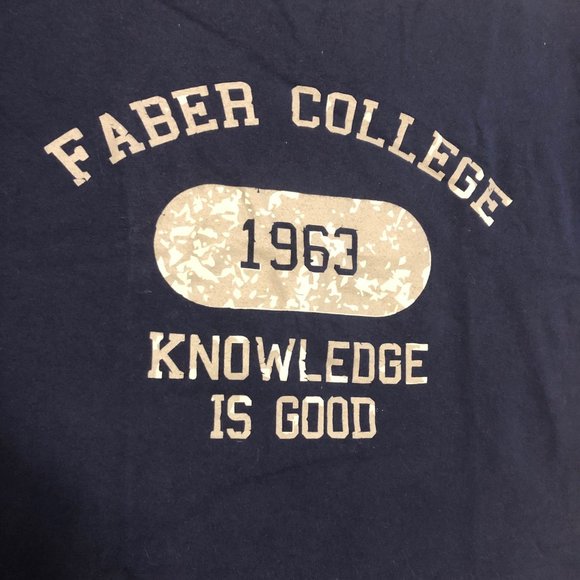 FABER COLLEGE
1963
KNOWLEDGE
IS GOOD